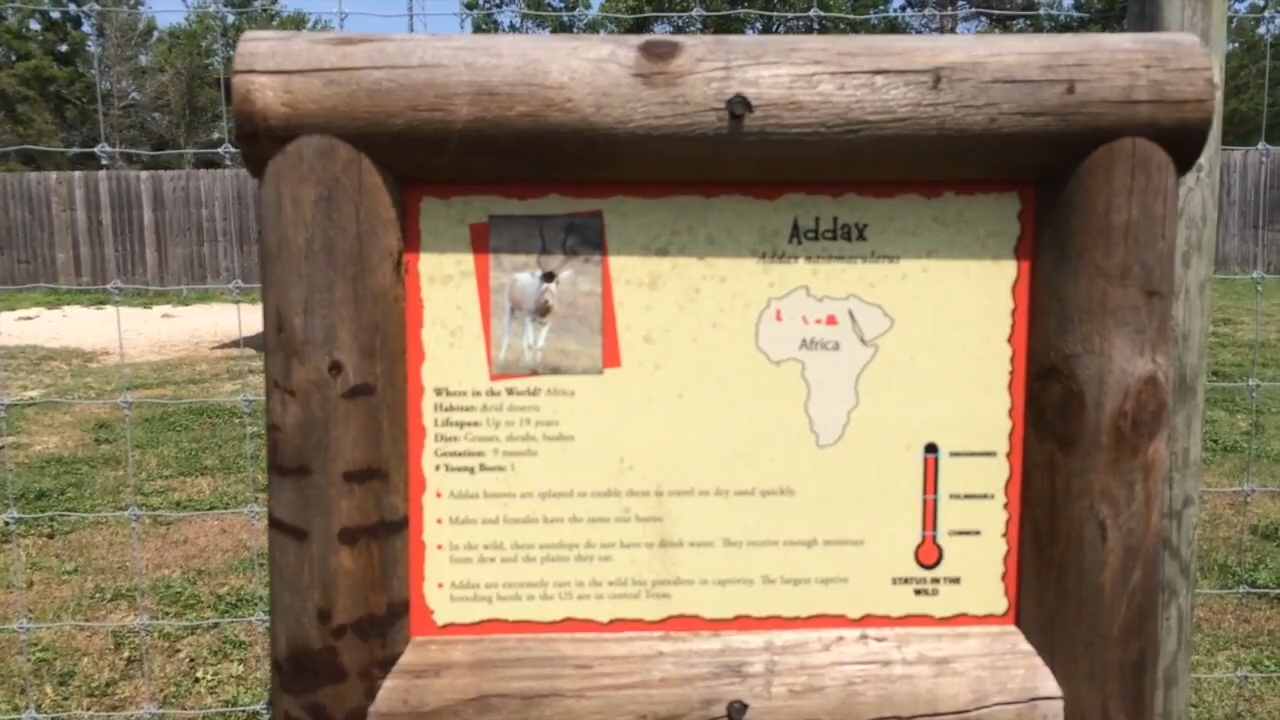 Addax
Addax nasomaculatus
Africa
Where in the World? Africa
Habitat: Arid deserts
Lifespan: Up to 19 years
Diet: Grasses, shrubs, bushes
Gestation: 9 months
# Young Born: 1
Addax hooves are splayed to enable them to travel on dry sand quickly.
Males and females have the same size horns.
In the wild, these antelope do not have to drink water. They receive enough moisture
from dew and the plants they eat.
Addax are extremely rare in the wild but prevalent in captivity. The largest captive
breeding herds in the US are in central Texas.
ENDANGERED
VULNERABLE
COMMON
STATUS IN THE
WILD